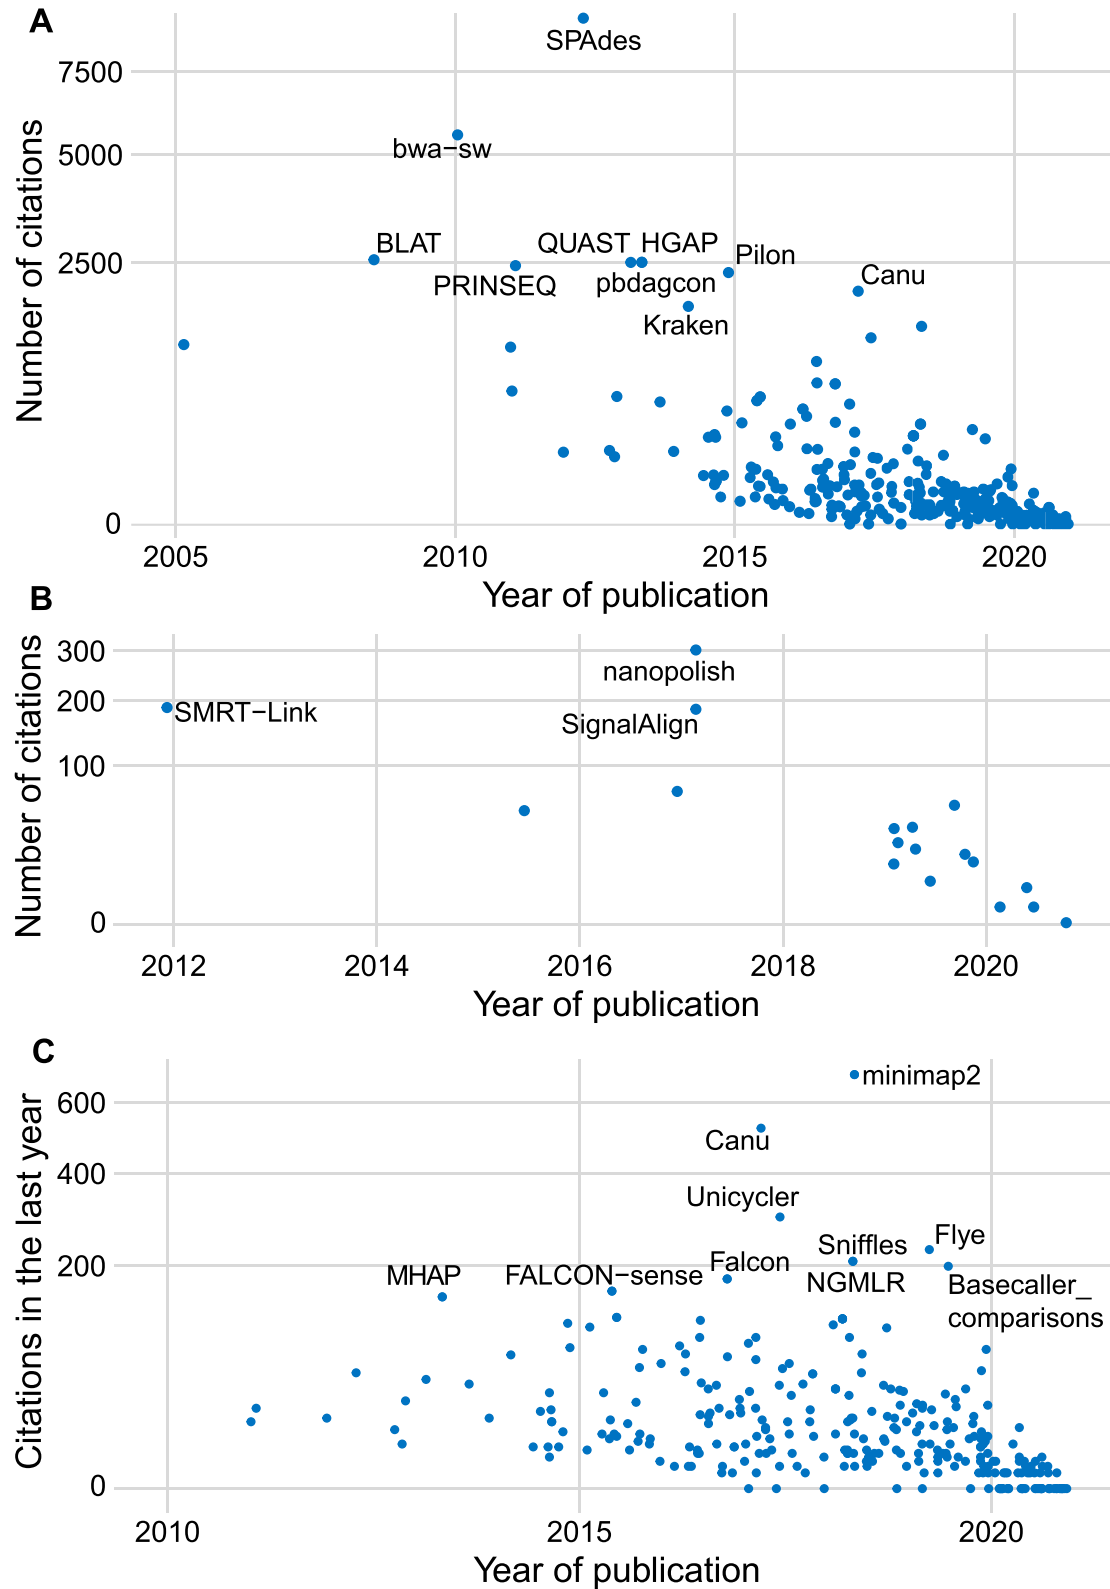 A
SPAdes
7500
bwa−sw
5000
BLAT
QUAST HGAP
Pilon
2500
PRINSEQ
pbdagcon
Canu
Kraken
0
Number of citations
2005
2010
2015
2020
Year of publication
B
300
nanopolish
200
SMRT−Link
SignalAlign
100
0
Number of citations
2012
2014
2016
2018
2020
Year of publication
C
minimap2
600
Canu
400
Unicycler
Sniffles
Flye
Falcon
200
MHAP
FALCON−sense
NGMLR
Basecaller_
comparisons
0
Citations in the last year
2010
2015
2020
Year of publication